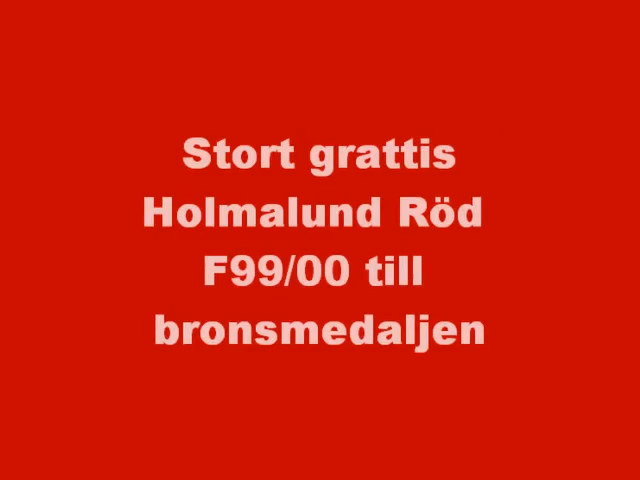 Stort grattis
Holmalund Röd
F99/00 till
bronsmedaljen